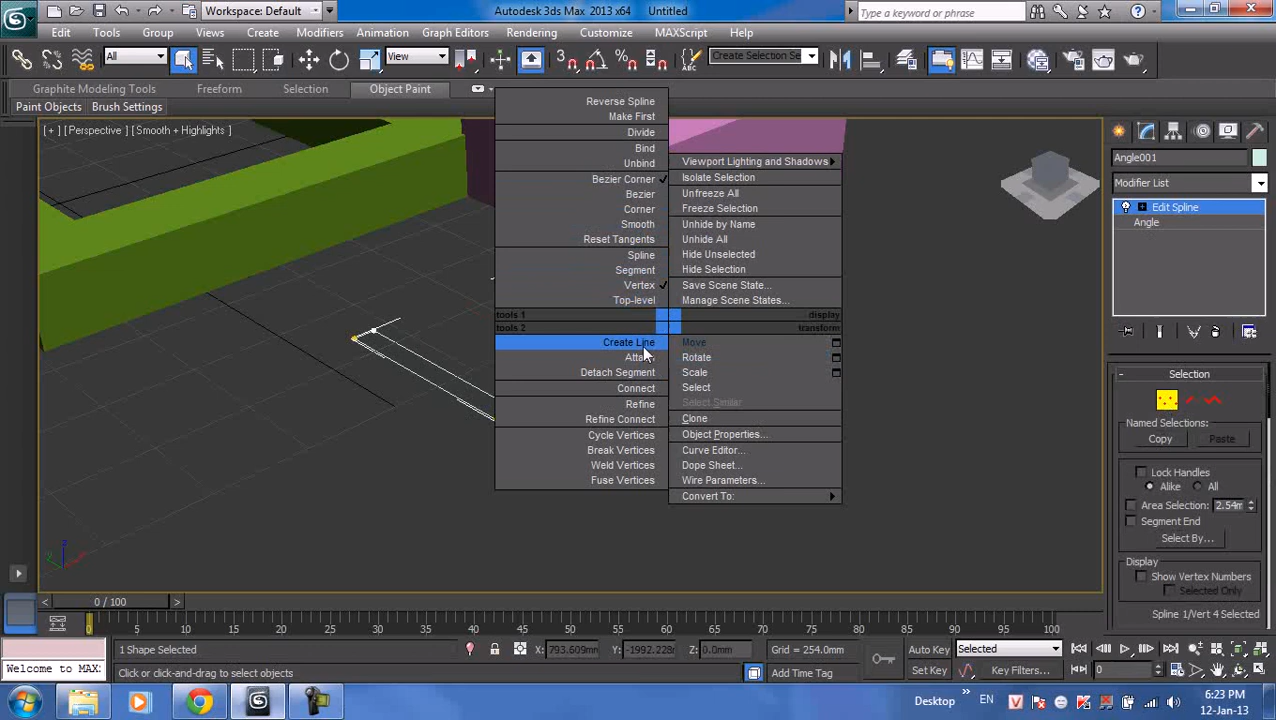 Workspace: Default
Autodesk 3ds Max 2013 x64 Untitled
Type a keyword or phrase
Edit Tools Group Views Create Modifiers Animation Graph Editors Rendering Customize MAXScript Help
All View Create Selection Se
Graphite Modeling Tools Freeform Selection Object Paint
Paint Objects Brush Settings
[ + ] [ Perspective ] [ Smooth + Highlights ]
Reverse Spline
Make First
Divide
Bind
Unbind
Bezier Corner
Bezier
Corner
Smooth
Reset Tangents
Spline
Segment
Vertex
Top-level
tools 1
tools 2
Create Line
Attach
Detach Segment
Connect
Refine
Refine Connect
Cycle Vertices
Break Vertices
Weld Vertices
Fuse Vertices
Viewport Lighting and Shadows
Isolate Selection
Unfreeze All
Freeze Selection
Unhide by Name
Unhide All
Hide Unselected
Hide Selection
Save Scene State...
Manage Scene States...
display
transform
Move
Rotate
Scale
Select
Select Similar
Clone
Object Properties...
Curve Editor...
Dope Sheet...
Wire Parameters...
Convert To:
Angle001
Modifier List
Edit Spline
Angle
Selection
Named Selections:
Copy Paste
Lock Handles
Alike All
Area Selection: 2.54m
Segment End
Select By...
Display
Show Vertex Numbers
Selected Only
Spline 1/Vert 4 Selected
0 / 100
0 5 10 15 20 25 30 35 40 45 50 55 60 65 70 75 80 85 90 95 100
1 Shape Selected
X: 793.609mm Y: -1992.228m Z: 0.0mm Grid = 254.0mm
Auto Key Selected
Welcome to MAX
Click or click-and-drag to select objects
Add Time Tag
Set Key Key Filters... 0
Desktop » EN
6:23 PM
12-Jan-13